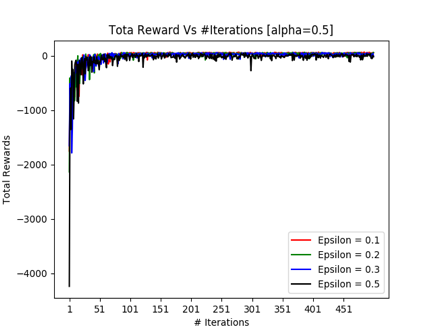 Tota Reward Vs #Iterations [alpha=0.5]
Total Rewards
0
−1000
−2000
−3000
−4000
Epsilon = 0.1
Epsilon = 0.2
Epsilon = 0.3
Epsilon = 0.5
1 51 101 151 201 251 301 351 401 451
# Iterations